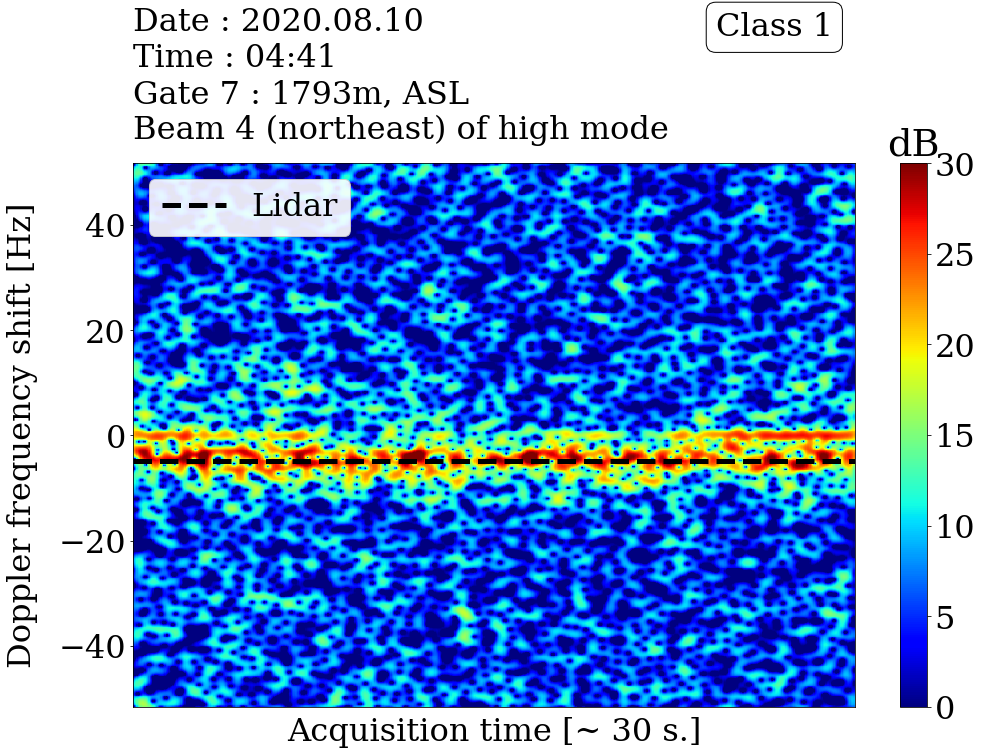 Date : 2020.08.10
Time : 04:41
Gate 7 : 1793m, ASL
Beam 4 (northeast) of high mode
Class 1
dB
Lidar
Doppler frequency shift [Hz]
40
20
0
−20
−40
30
25
20
15
10
5
0
Acquisition time [~ 30 s.]